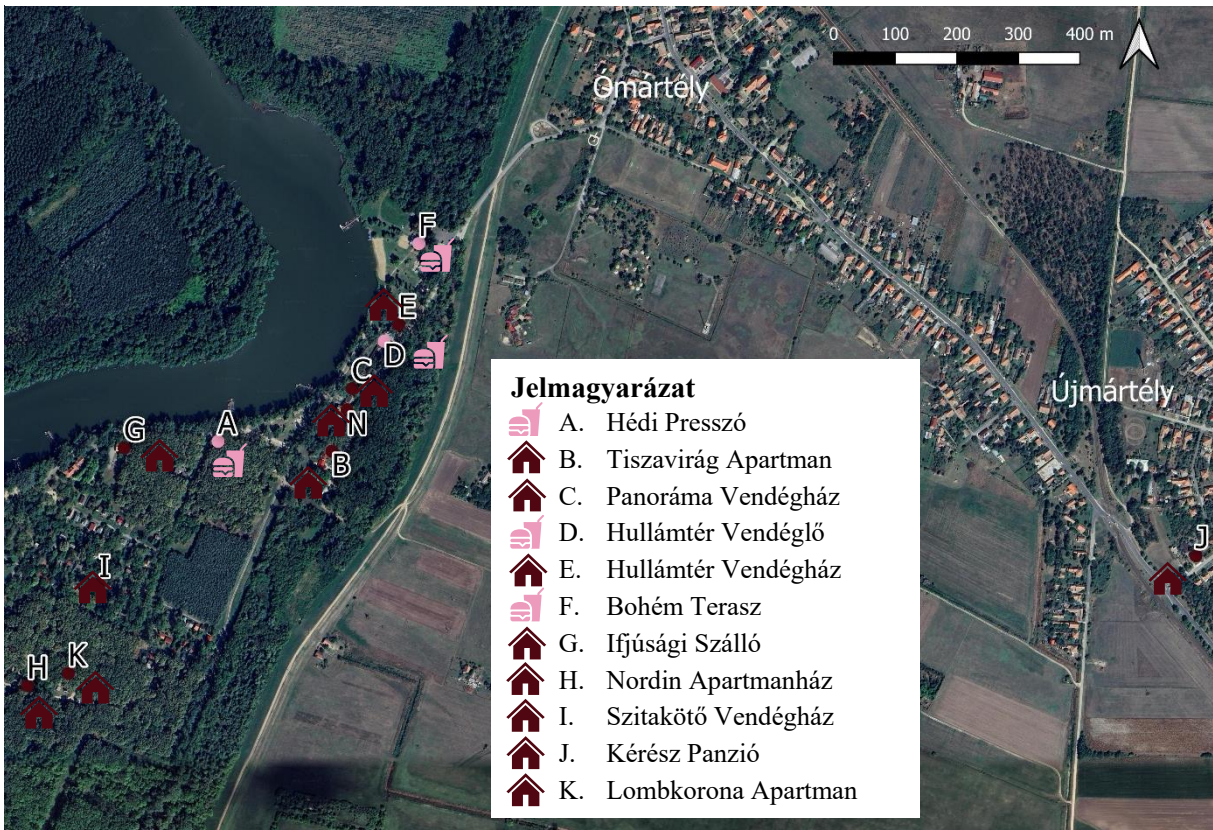 0 100 200 300 400 m
Ómártély
F
E
D
C
Újmártély
N
A
G
B
J
I
K
H
Jelmagyarázat
A. Hédi Presszó
B. Tiszavirág Apartman
C. Panoráma Vendégház
D. Hullámtér Vendéglő
E. Hullámtér Vendégház
F. Bohém Terasz
G. Ifjúsági Szálló
H. Nordin Apartmanház
I. Szitakötő Vendégház
J. Kérész Panzió
K. Lombkorona Apartman